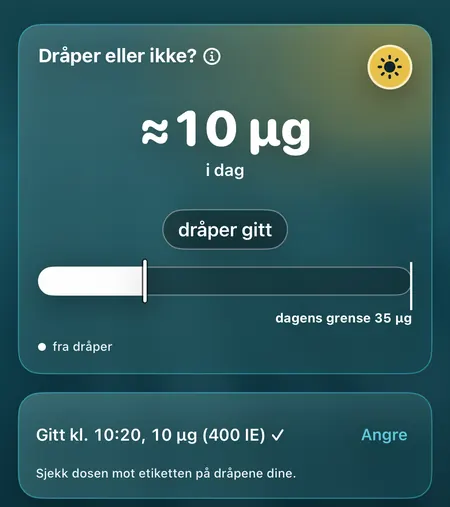 Dråper eller ikke?
≈10 µg
i dag
dråper gitt
dagens grense 35 µg
fra dråper
Gitt kl. 10:20, 10 µg (400 IE) ✓
Angre
Sjekk dosen mot etiketten på dråpene dine.